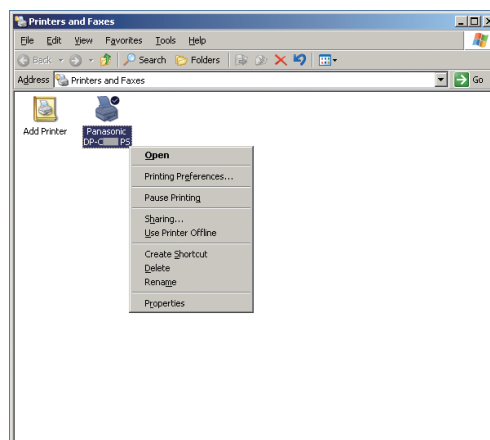 Printers and Faxes
File Edit View Favorites Tools Help
Back Search Folders
Address Printers and Faxes Go
Add Printer
Panasonic
DP-C PS
Open
Printing Preferences...
Pause Printing
Sharing...
Use Printer Offline
Create Shortcut
Delete
Rename
Properties